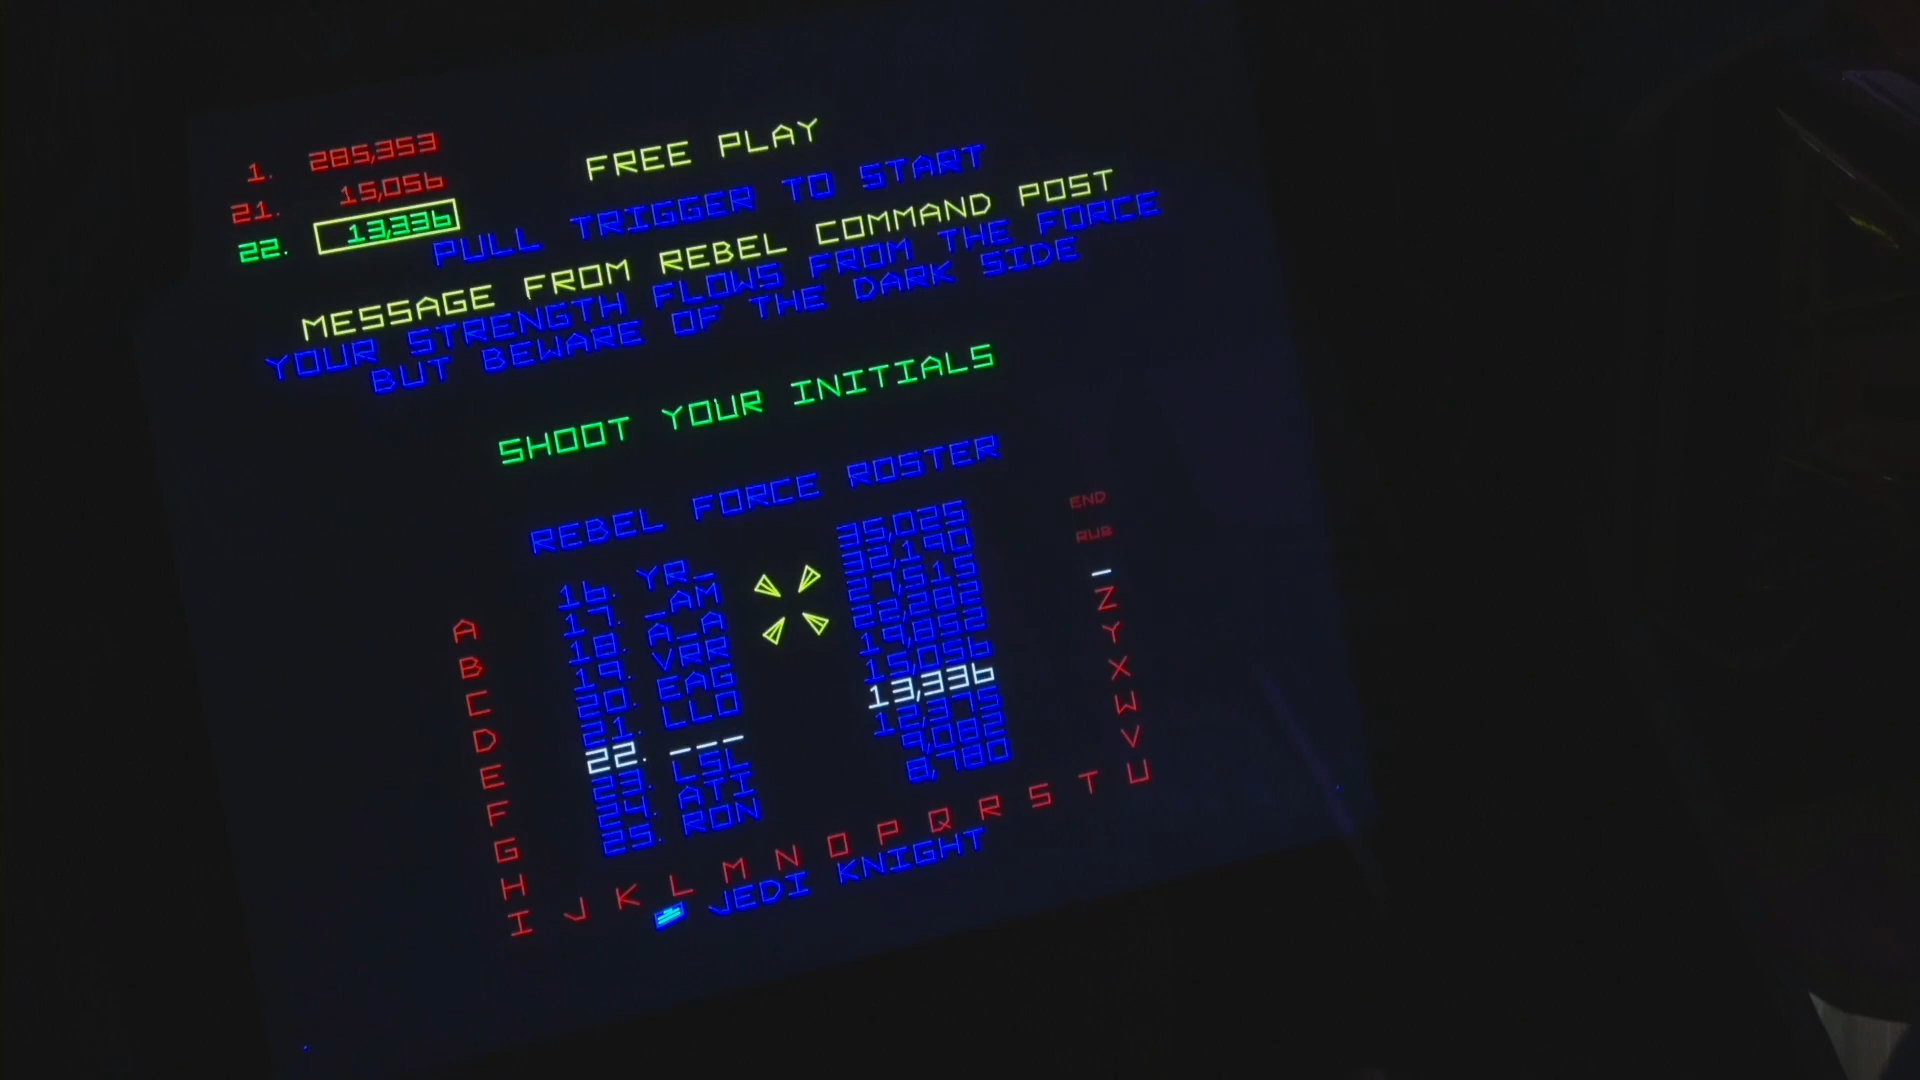 1. 285,353
21. 15,056
22. 13,336
FREE PLAY
PULL TRIGGER TO START
MESSAGE FROM REBEL COMMAND POST
YOUR STRENGTH FLOWS FROM THE FORCE
BUT BEWARE OF THE DARK SIDE
SHOOT YOUR INITIALS
REBEL FORCE ROSTER
16. YR_ 35,025
17. _AM 32,190
18. A_A 27,515
19. VRR 22,282
20. EAG 19,852
21. LLO 15,056
22. ___ 13,336
23. LSL 12,375
24. ATI 9,082
25. RON 8,780
A
B
C
D
E
F
G
H
I J K L M N O P Q R S T U
V
W
X
Y
Z
_
RUB
END
JEDI KNIGHT